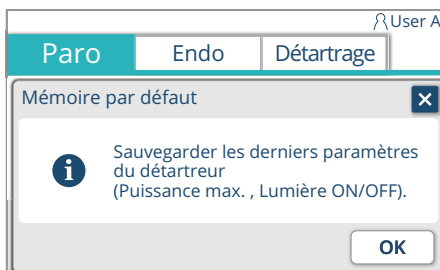 User A
Paro Endo Détartrage
Mémoire par défaut
Sauvegarder les derniers paramètres
du détartreur
(Puissance max. , Lumière ON/OFF).
OK